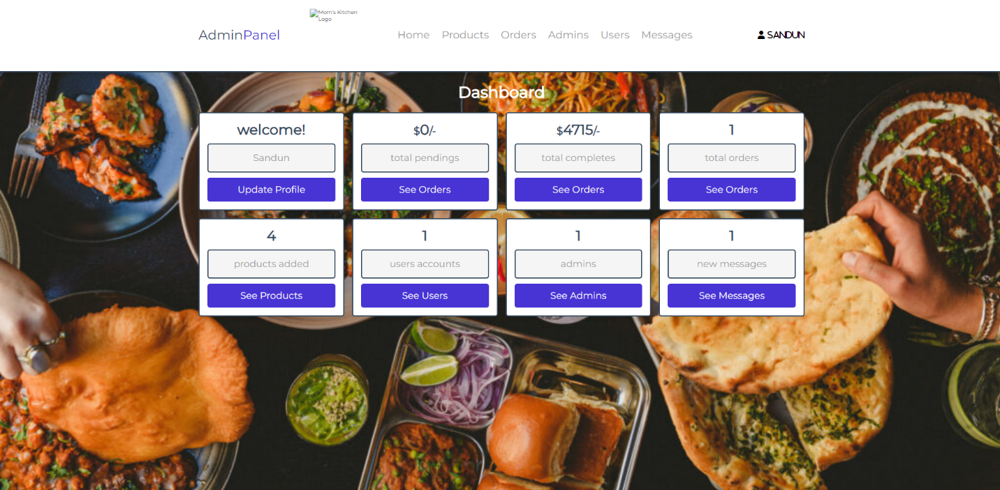 Mom's Kitchen
Logo
AdminPanel
Home Products Orders Admins Users Messages
SANDUN
Dashboard
welcome!
Sandun
Update Profile
$0/-
total pendings
See Orders
$4715/-
total completes
See Orders
1
total orders
See Orders
4
products added
See Products
1
users accounts
See Users
1
admins
See Admins
1
new messages
See Messages